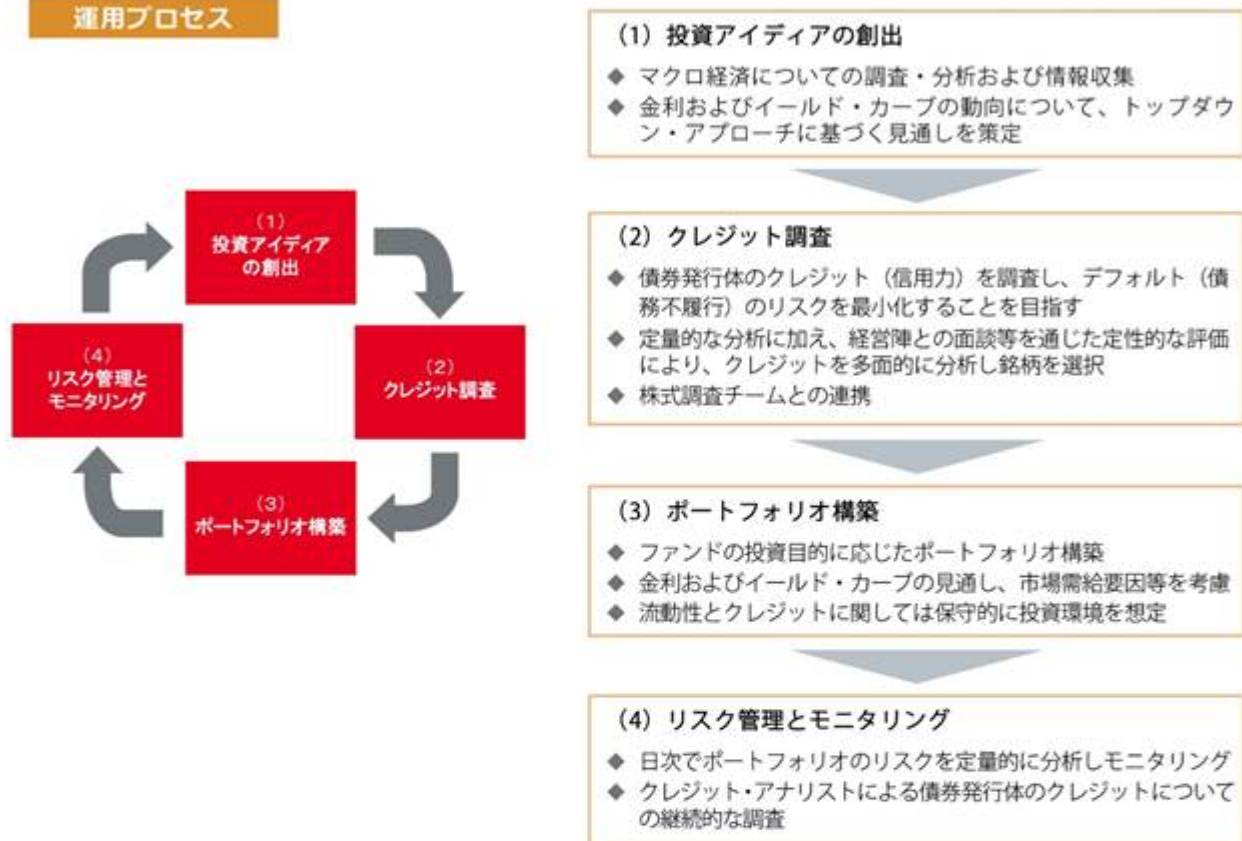 運用プロセス
(1)
投資アイディア
の創出
(2)
クレジット調査
(3)
ポートフォリオ構築
(4)
リスク管理と
モニタリング
(1) 投資アイディアの創出
◆ マクロ経済についての調査・分析および情報収集
◆ 金利およびイールド・カーブの動向について、トップダウ
ン・アプローチに基づく見通しを策定
(2) クレジット調査
◆ 債券発行体のクレジット（信用力）を調査し、デフォルト（債
務不履行）のリスクを最小化することを目指す
◆ 定量的な分析に加え、経営陣との面談等を通じた定性的な評価
により、クレジットを多面的に分析し銘柄を選択
◆ 株式調査チームとの連携
(3) ポートフォリオ構築
◆ ファンドの投資目的に応じたポートフォリオ構築
◆ 金利およびイールド・カーブの見通し、市場需給要因等を考慮
◆ 流動性とクレジットに関しては保守的に投資環境を想定
(4) リスク管理とモニタリング
◆ 日次でポートフォリオのリスクを定量的に分析しモニタリング
◆ クレジット・アナリストによる債券発行体のクレジットについて
の継続的な調査